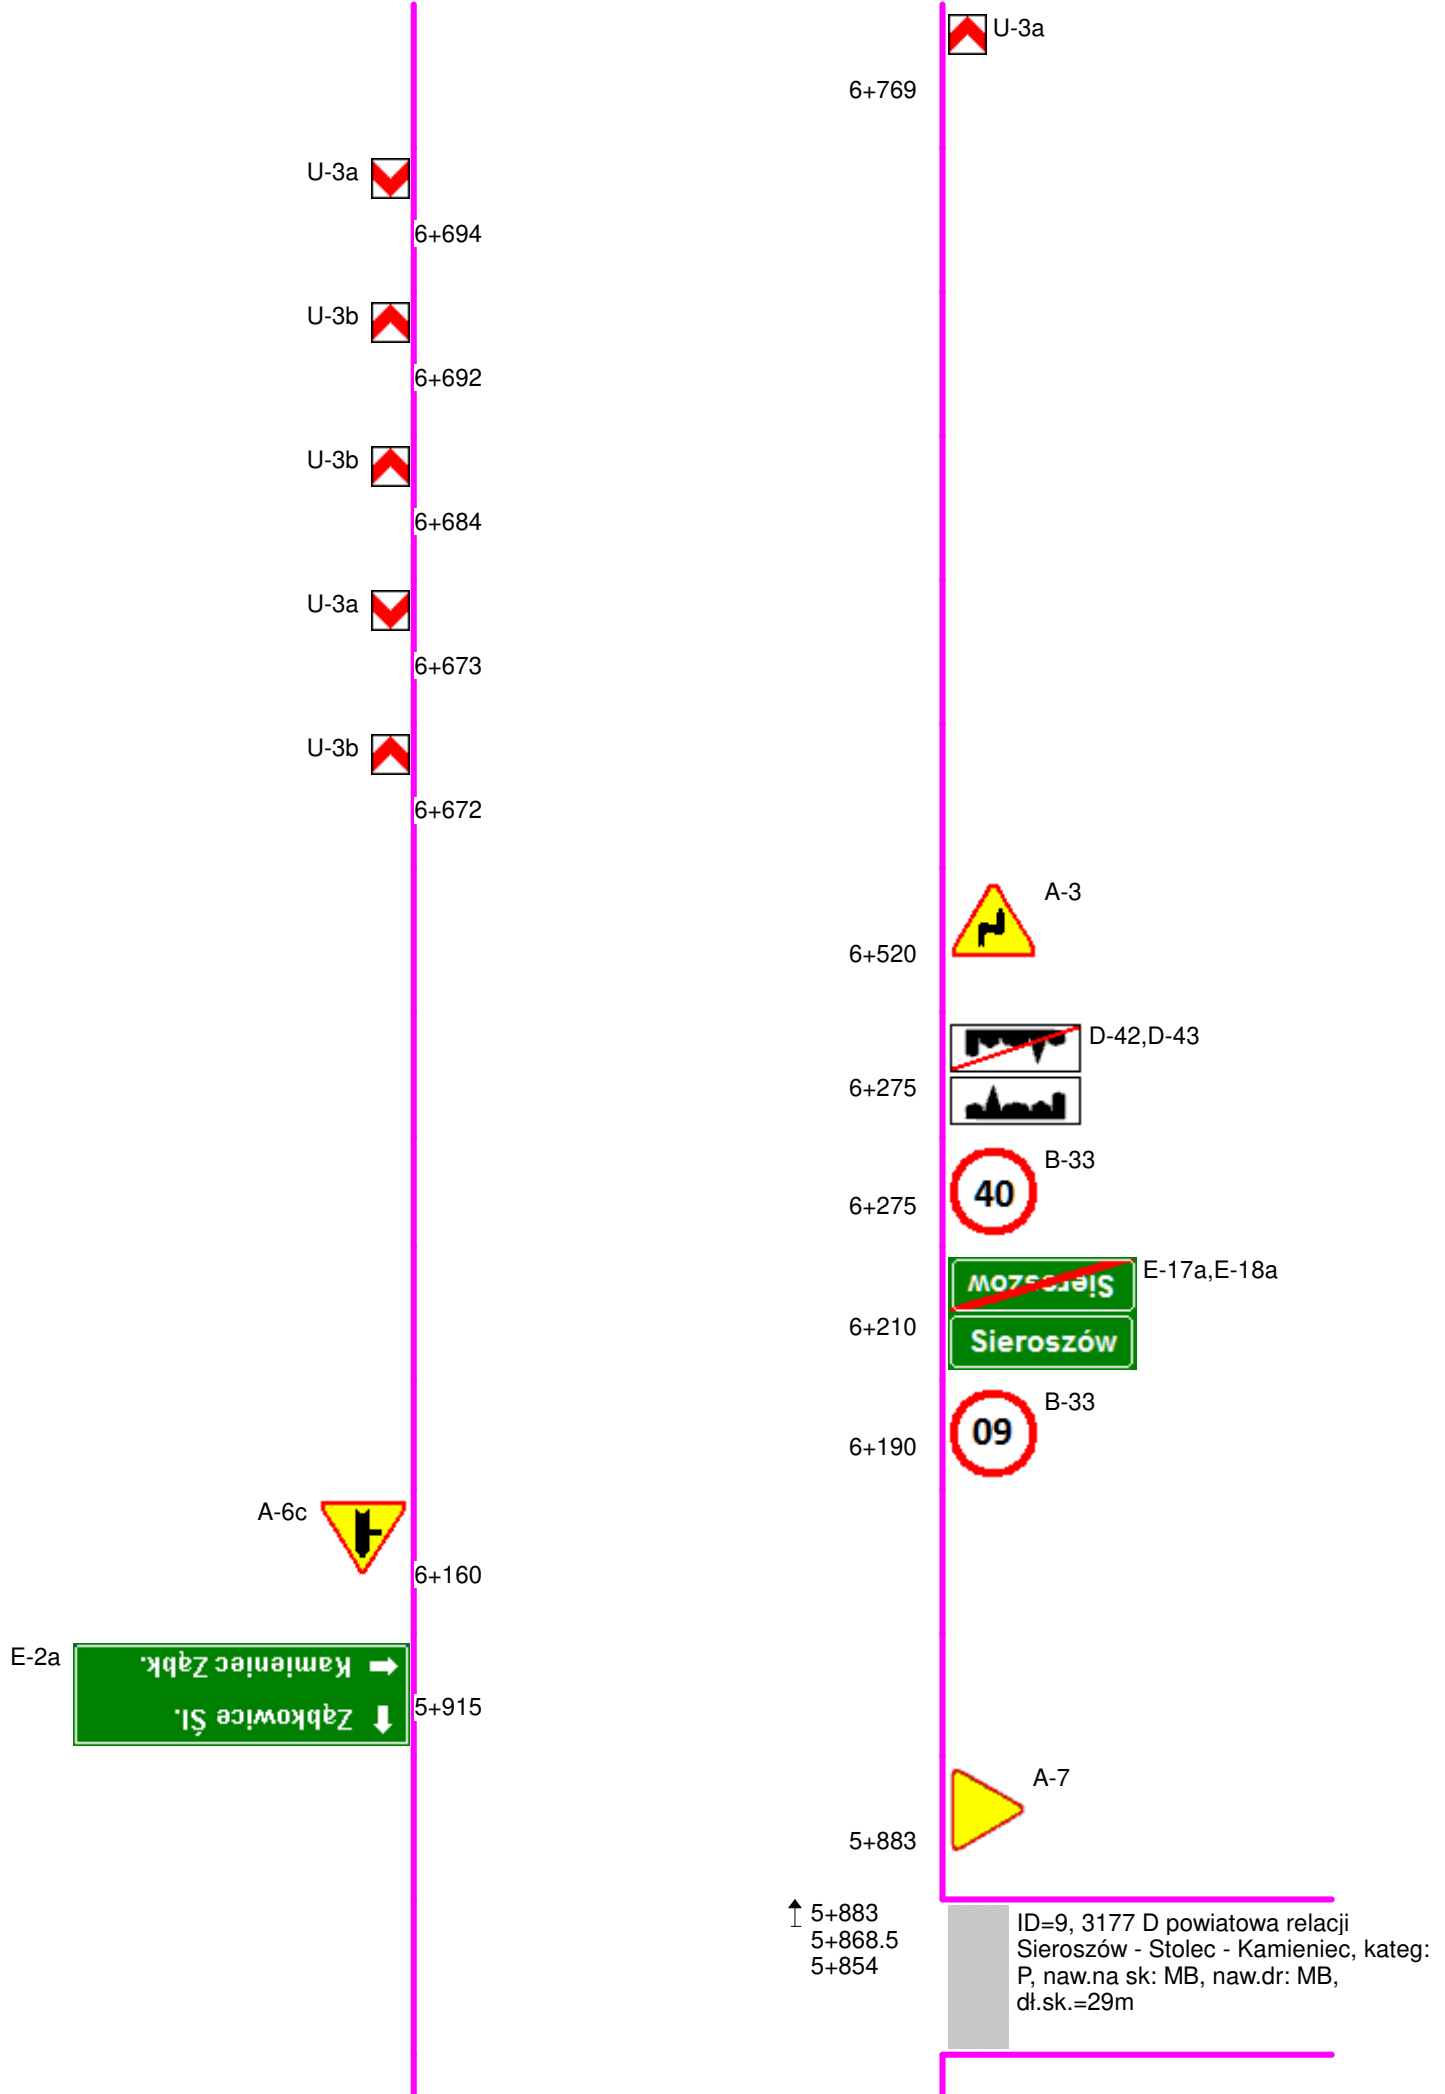 U-3a
6+769
U-3a
6+694
U-3b
6+692
U-3b
6+684
U-3a
6+673
U-3b
6+672
A-3
6+520
D-42,D-43
6+275
B-33
40
6+275
E-17a,E-18a
Sieroszów
6+210
Sieroszów
B-33
09
6+190
A-6c
6+160
E-2a
Kamieniec Ząbk.
Ząbkowice Śl.
5+915
A-7
5+883
5+883
5+868.5
5+854
ID=9, 3177 D powiatowa relacji
Sieroszów - Stolec - Kamieniec, kateg:
P, naw.na sk: MB, naw.dr: MB,
dł.sk.=29m